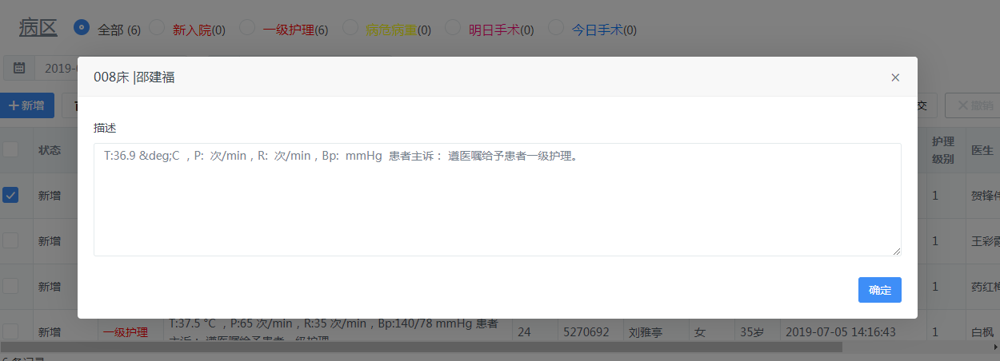 病区 全部 (6) 新入院(0) 一级护理(6) 病危病重(0) 明日手术(0) 今日手术(0)
2019-0
008床 |邵建福 ×
新增 交 撤销
描述
状态 护理级别 医生
T:36.9 &deg;C ，P: 次/min，R: 次/min，Bp: mmHg 患者主诉： 遵医嘱给予患者一级护理。
新增 1 贺锋伟
新增 1 王彩霞
新增 1 药红梅
确定
新增 一级护理 T:37.5 °C ，P:65 次/min，R:35 次/min，Bp:140/78 mmHg 患者 24 5270692 刘雅亭 女 35岁 2019-07-05 14:16:43 1 白枫
主诉： 遵医嘱给予患者一级护理
6 条记录